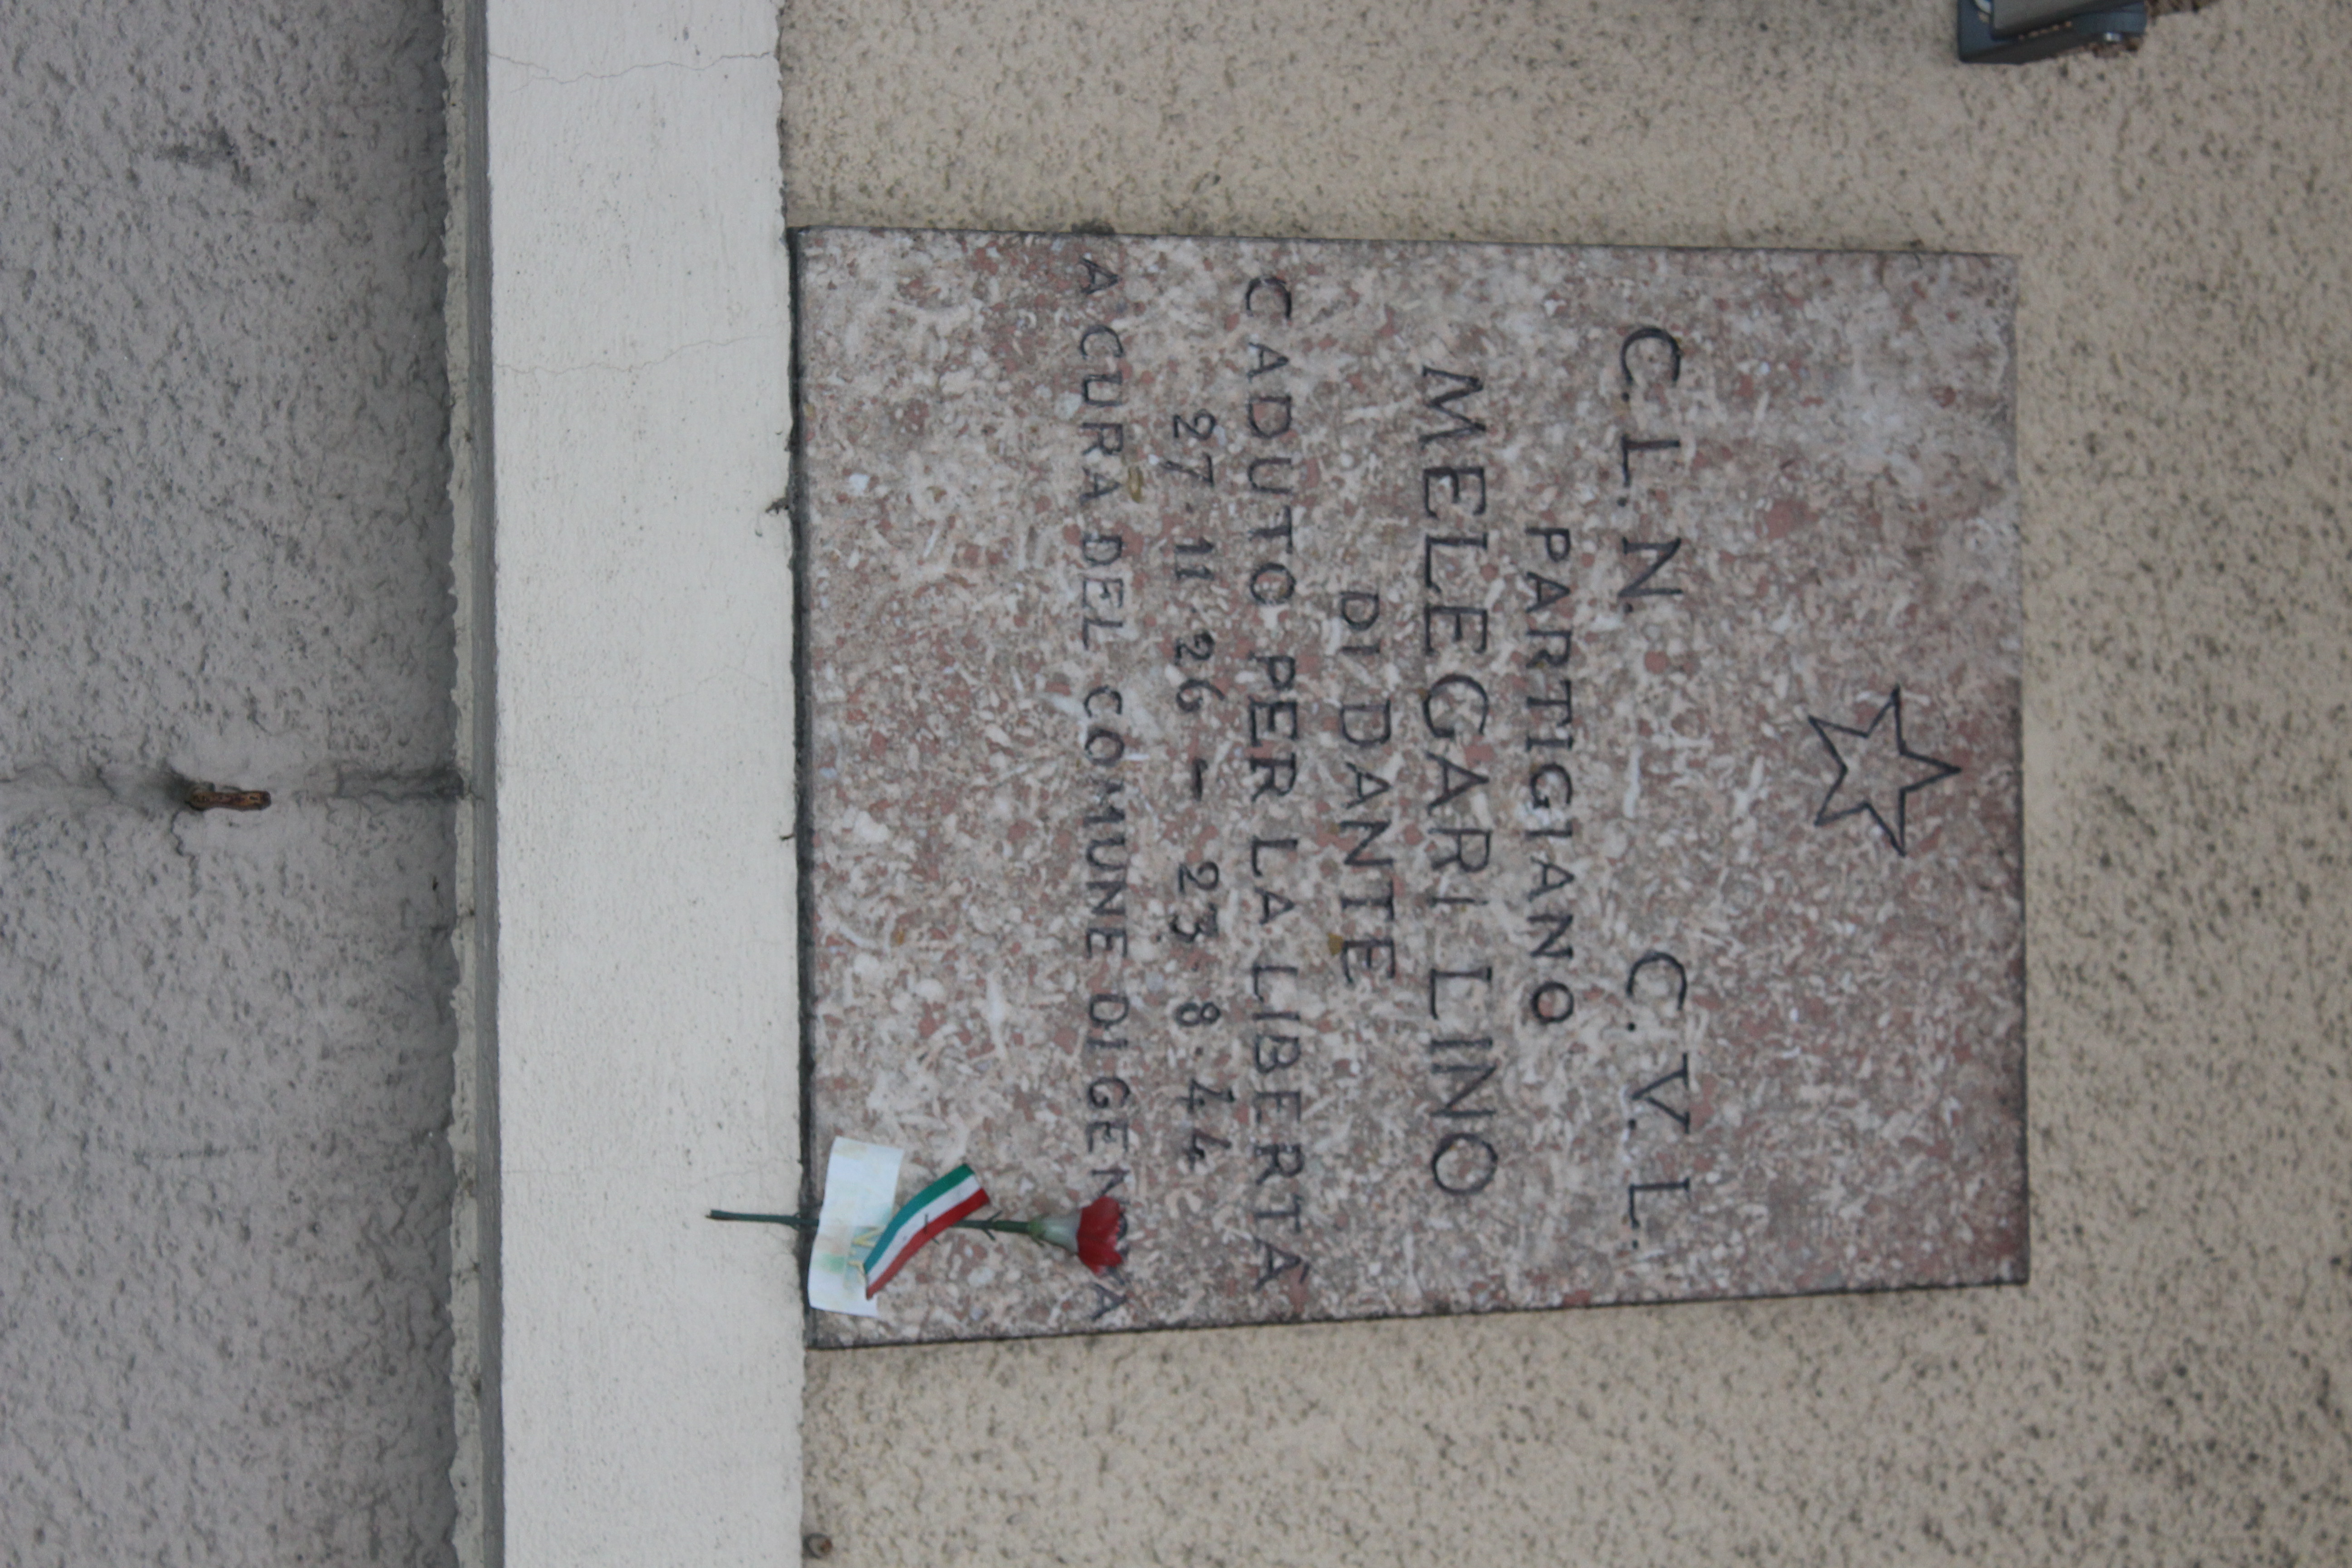 C. L. N. C. V. L.
PARTIGIANO
MELEGARI LINO
DI DANTE
CADUTO PER LA LIBERTÀ
27 11 26 - 23 8.44
A CURA DEL COMUNE DI GENOVA